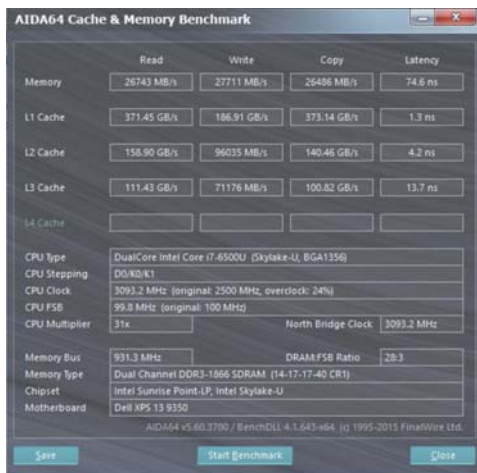 AIDA64 Cache & Memory Benchmark
Read Write Copy Latency
Memory 26743 MB/s 27711 MB/s 26486 MB/s 74.6 ns
L1 Cache 371.45 GB/s 186.91 GB/s 373.14 GB/s 1.3 ns
L2 Cache 158.90 GB/s 96035 MB/s 140.46 GB/s 4.2 ns
L3 Cache 111.43 GB/s 71176 MB/s 100.82 GB/s 13.7 ns
L4 Cache
CPU Type DualCore Intel Core i7-6500U (Skylake-U, BGA1356)
CPU Stepping D0/K0/K1
CPU Clock 3093.2 MHz (original: 2500 MHz, overclock: 24%)
CPU FSB 99.8 MHz (original: 100 MHz)
CPU Multiplier 31x North Bridge Clock 3093.2 MHz
Memory Bus 931.3 MHz DRAM:FSB Ratio 28:3
Memory Type Dual Channel DDR3-1866 SDRAM (14-17-17-40 CR1)
Chipset Intel Sunrise Point-LP, Intel Skylake-U
Motherboard Dell XPS 13 9350
AIDA64 v5.60.3700 / BenchDLL 4.1.643-x64 (c) 1995-2015 FinalWire Ltd.
Save Start Benchmark Close